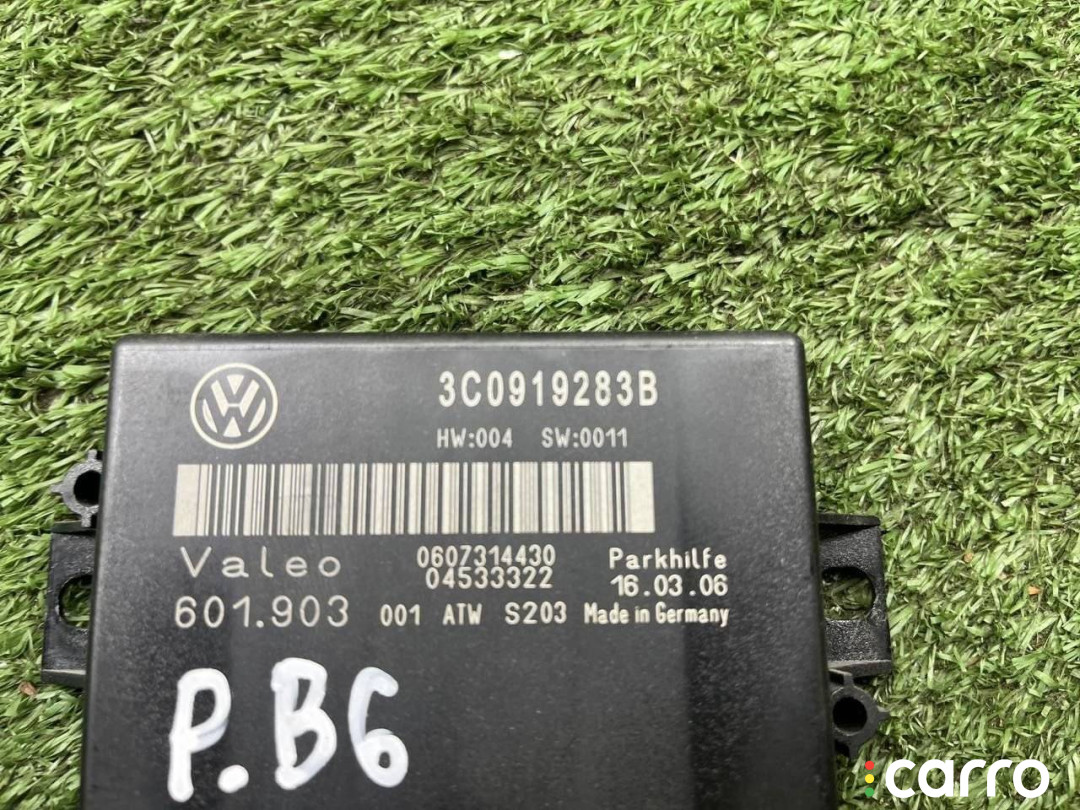 3C0919283B
HW:004 SW:0011
Valeo 0607314430 Parkhilfe
04533322 16.03.06
601.903 001 ATW S203 Made in Germany
P.B6
carro